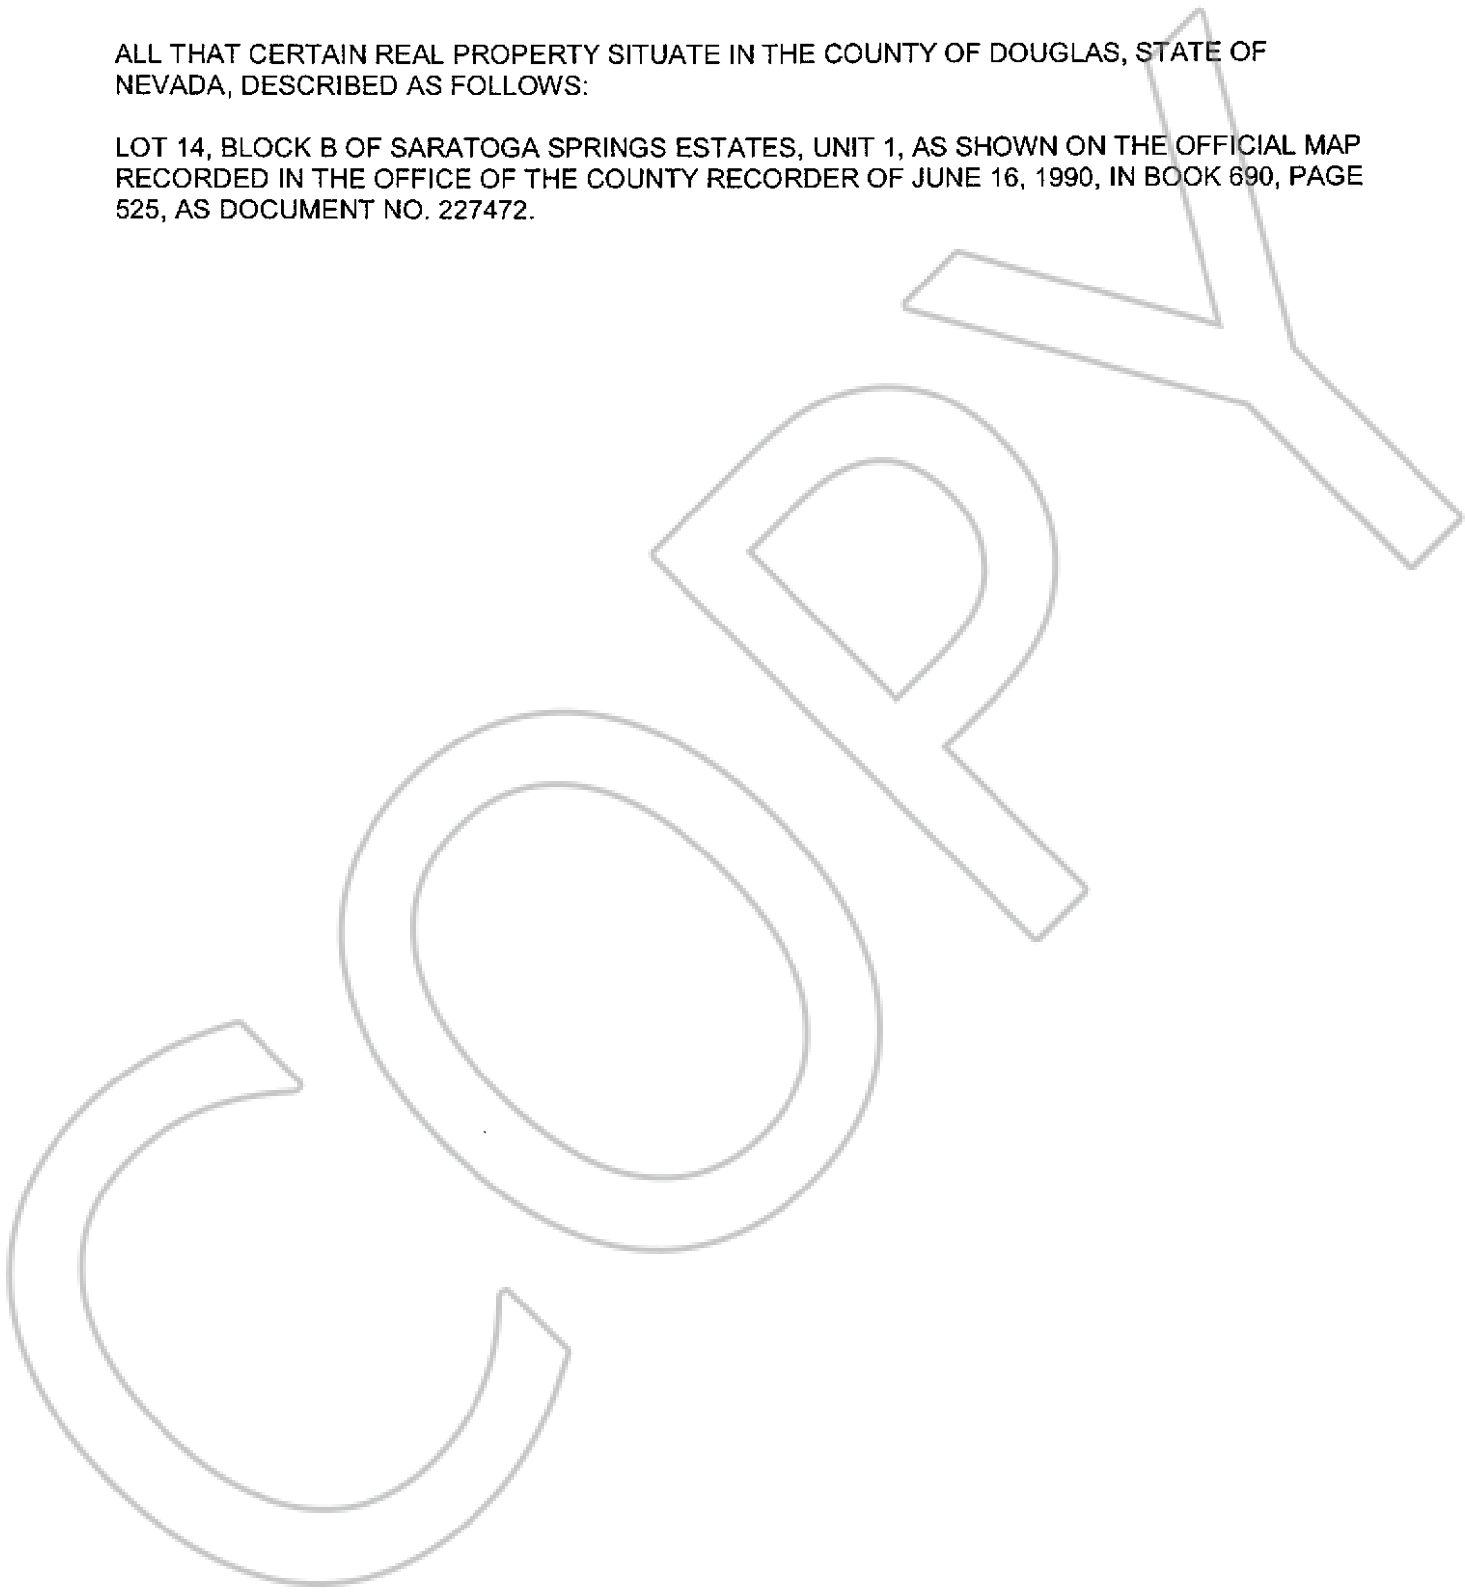 ALL THAT CERTAIN REAL PROPERTY SITUATE IN THE COUNTY OF DOUGLAS, STATE OF
NEVADA, DESCRIBED AS FOLLOWS:
LOT 14, BLOCK B OF SARATOGA SPRINGS ESTATES, UNIT 1, AS SHOWN ON THE OFFICIAL MAP
RECORDED IN THE OFFICE OF THE COUNTY RECORDER OF JUNE 16, 1990, IN BOOK 690, PAGE
525, AS DOCUMENT NO. 227472.
COPY